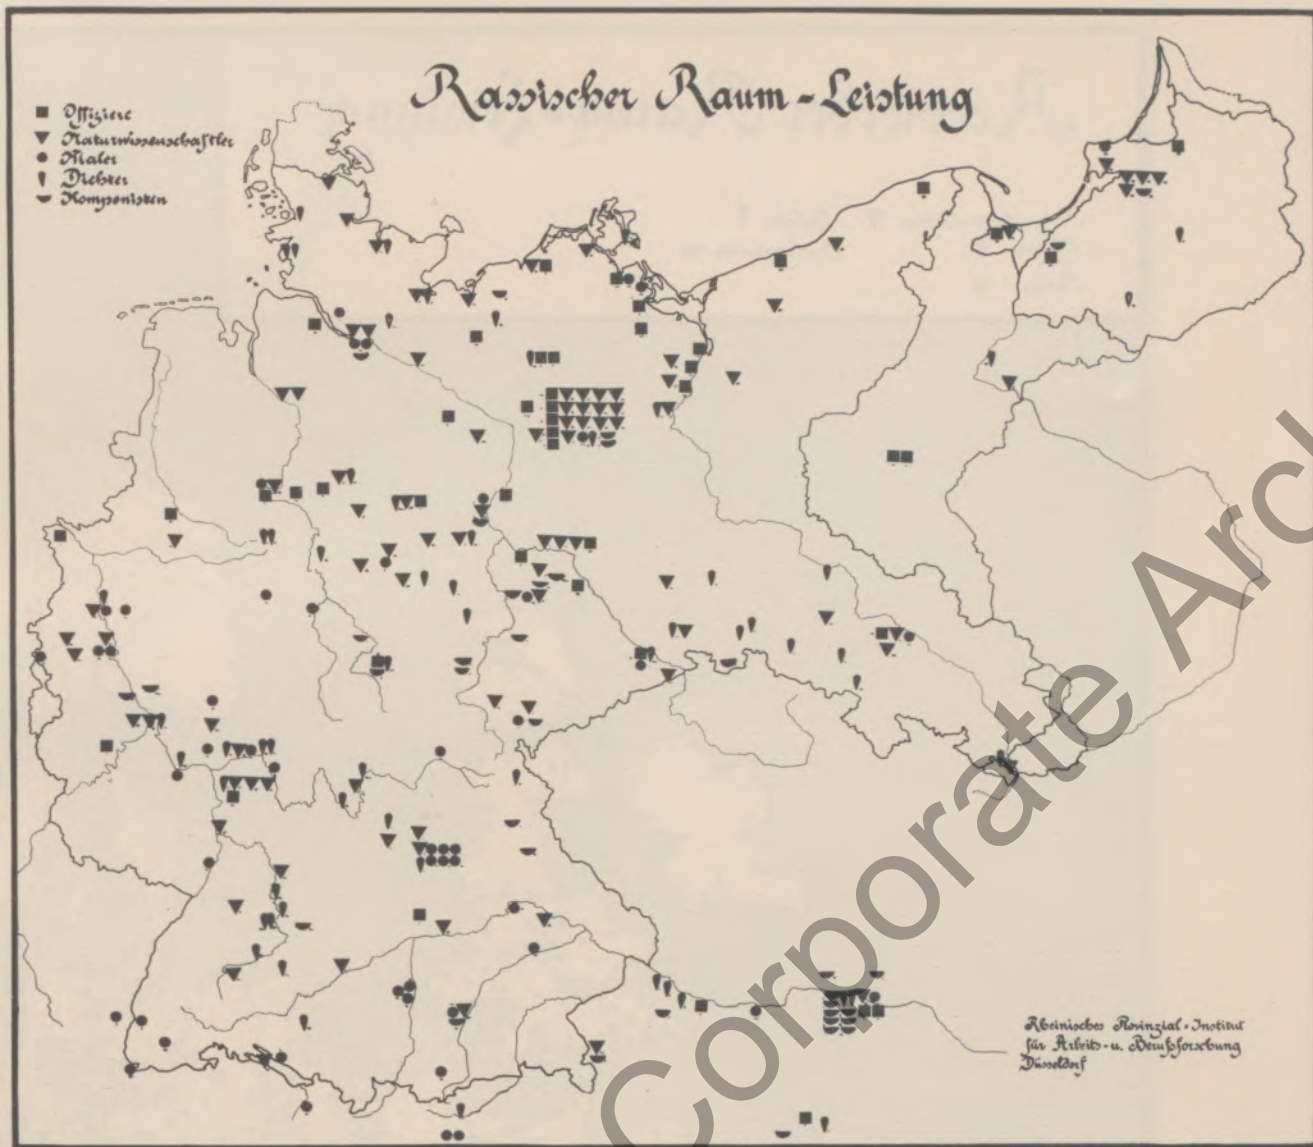 Rassischer Raum-Leistung
Offiziere
Naturwissenschaftler
Maler
Dichter
Komponisten
Rheinisches Provinzial-Institut
für Arbeits- u. Berufsforschung
Düsseldorf
Corporate Arc